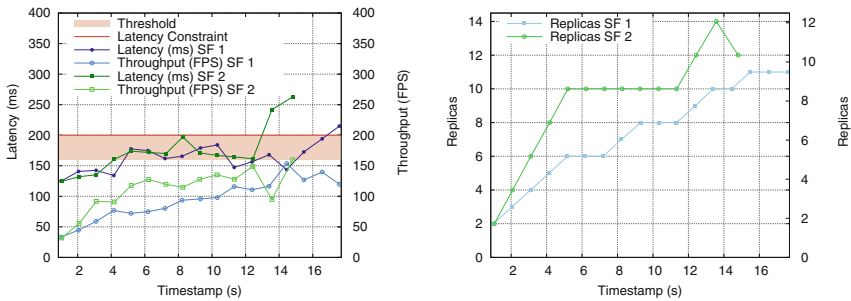 400
350
300
250
200
150
100
50
0
Latency (ms)
Threshold
Latency Constraint
Latency (ms) SF 1
Throughput (FPS) SF 1
Latency (ms) SF 2
Throughput (FPS) SF 2
400
350
300
250
200
150
100
50
0
Throughput (FPS)
2 4 6 8 10 12 14 16
Timestamp (s)
14
12
10
8
6
4
2
0
Replicas
Replicas SF 1
Replicas SF 2
12
10
8
6
4
2
0
Replicas
2 4 6 8 10 12 14 16
Timestamp (s)